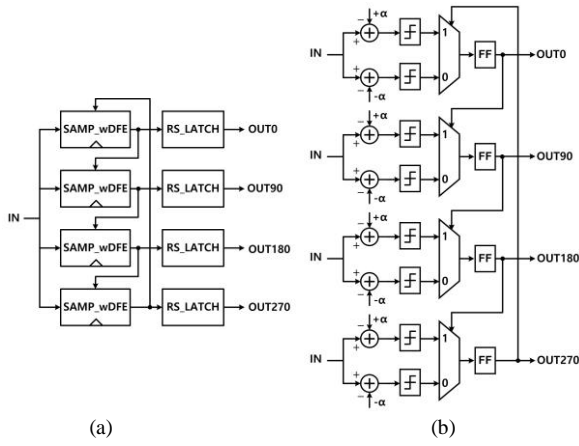 IN
SAMP_wDFE
RS_LATCH
OUT0
SAMP_wDFE
RS_LATCH
OUT90
SAMP_wDFE
RS_LATCH
OUT180
SAMP_wDFE
RS_LATCH
OUT270
(a)
+α
−
+
1
IN
FF
OUT0
+
0
−
-α
+α
−
+
1
IN
FF
OUT90
+
0
−
-α
+α
−
+
1
IN
FF
OUT180
+
0
−
-α
+α
−
+
1
IN
FF
OUT270
+
0
−
-α
(b)